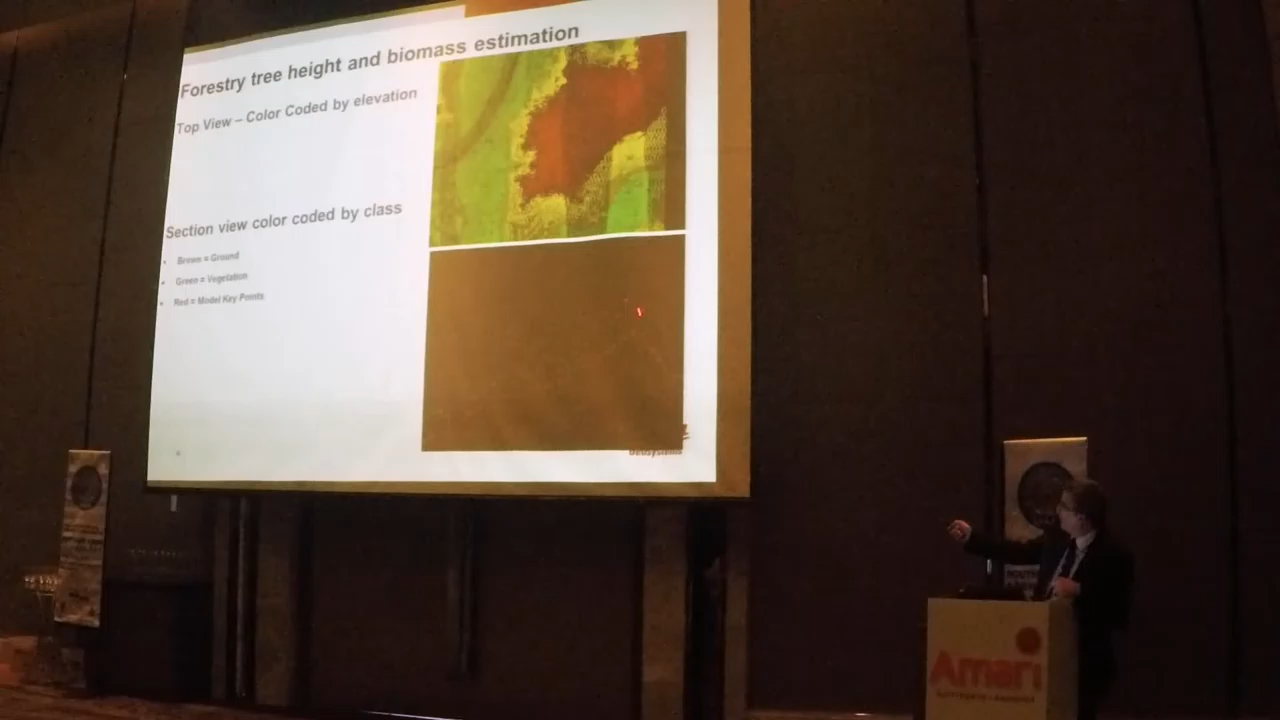 Forestry tree height and biomass estimation
Top View – Color Coded by elevation
Section view color coded by class
• Brown = Ground
• Green = Vegetation
• Red = Model Key Points
Geosystems
Amari